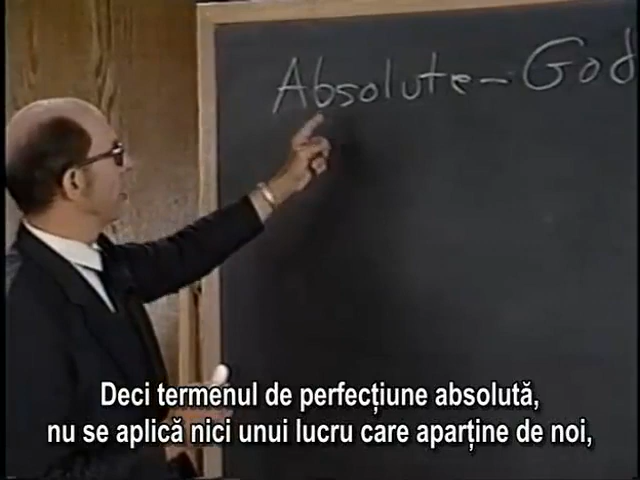 Absolute - God
Deci termenul de perfecțiune absolută,
nu se aplică nici unui lucru care aparține de noi,